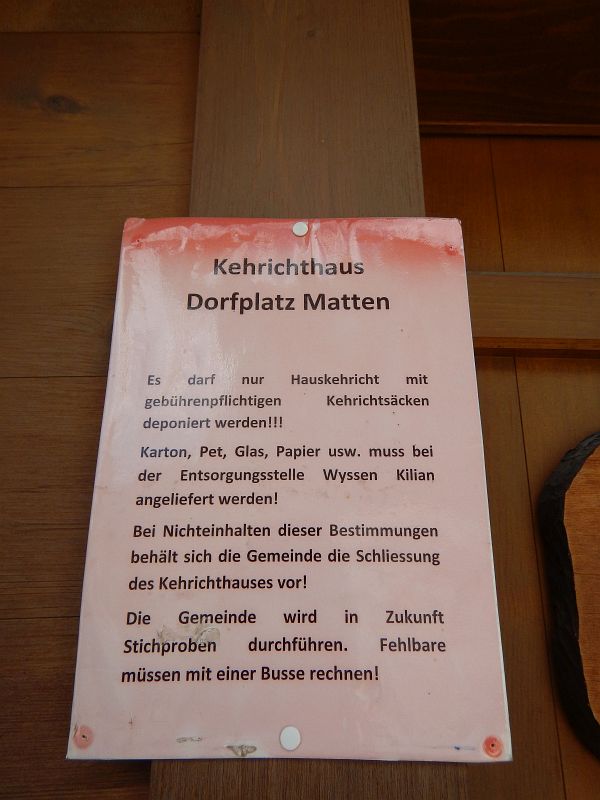 Kehrichthaus
Dorfplatz Matten
Es darf nur Hauskehricht mit
gebührenpflichtigen Kehrichtsäcken
deponiert werden!!!
Karton, Pet, Glas, Papier usw. muss bei
der Entsorgungsstelle Wyssen Kilian
angeliefert werden!
Bei Nichteinhalten dieser Bestimmungen
behält sich die Gemeinde die Schliessung
des Kehrichthauses vor!
Die Gemeinde wird in Zukunft
Stichproben durchführen. Fehlbare
müssen mit einer Busse rechnen!